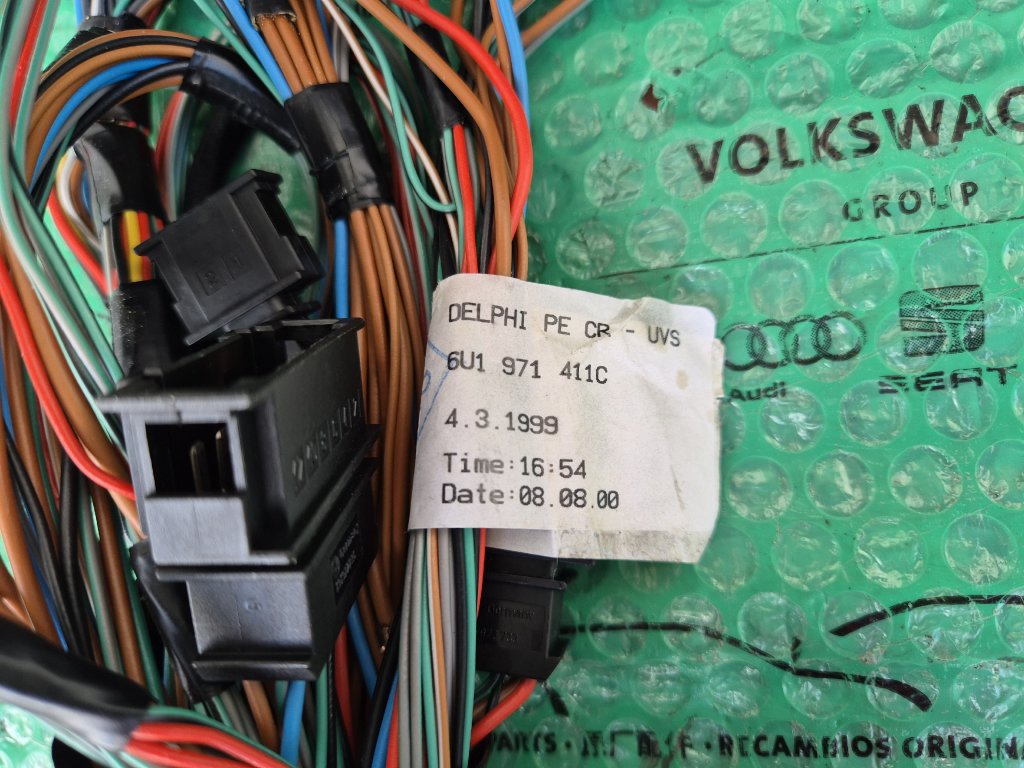 VOLKSWAG
GROUP
Audi
SEAT
DELPHI PE CR - UVS
6U1 971 411C
4.3.1999
Time:16:54
Date:08.08.00
RECAMBIOS ORIGIN